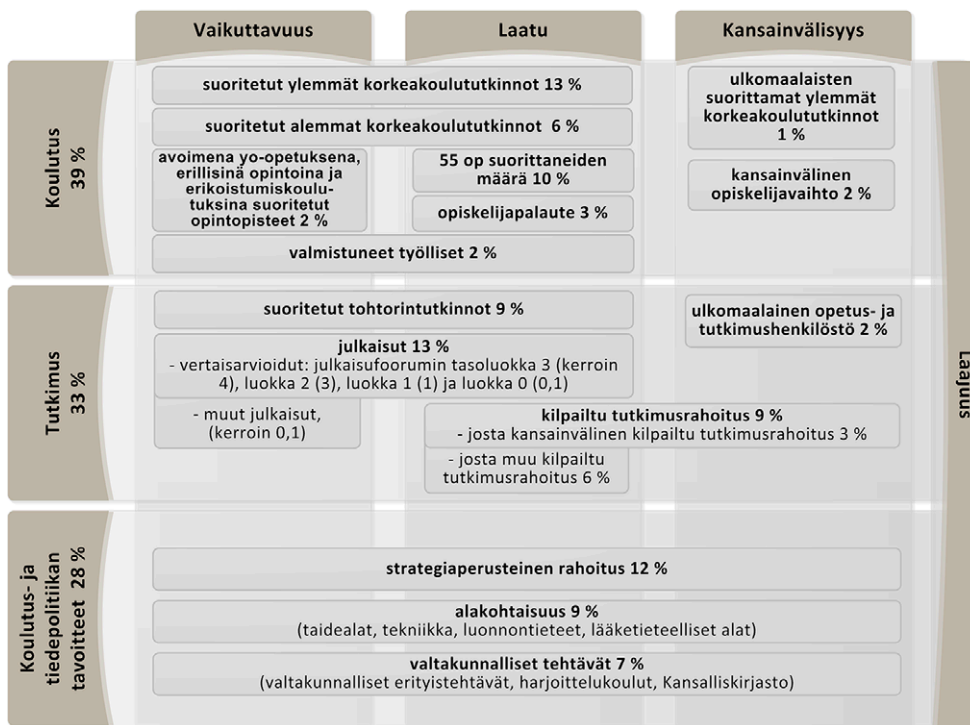 Vaikuttavuus
Laatu
Kansainvälisyys
Koulutus
39 %
suoritetut ylemmät korkeakoulututkinnot 13 %
suoritetut alemmat korkeakoulututkinnot 6 %
avoimena yo-opetuksena,
erillisinä opintoina ja
erikoistumiskoulu-
tuksina suoritetut
opintopisteet 2 %
55 op suorittaneiden
määrä 10 %
opiskelijapalaute 3 %
valmistuneet työlliset 2 %
ulkomaalaisten
suorittamat ylemmät
korkeakoulututkinnot
1 %
kansainvälinen
opiskelijavaihto 2 %
Tutkimus
33 %
suoritetut tohtorintutkinnot 9 %
julkaisut 13 %
- vertaisarvioidut: julkaisufoorumin tasoluokka 3 (kerroin
4), luokka 2 (3), luokka 1 (1) ja luokka 0 (0,1)
- muut julkaisut,
(kerroin 0,1)
ulkomaalainen opetus- ja
tutkimushenkilöstö 2 %
kilpailtu tutkimusrahoitus 9 %
- josta kansainvälinen kilpailtu tutkimusrahoitus 3 %
- josta muu kilpailtu
tutkimusrahoitus 6 %
Koulutus- ja
tiedepolitiikan
tavoitteet 28 %
strategiaperusteinen rahoitus 12 %
alakohtaisuus 9 %
(taidealat, tekniikka, luonnontieteet, lääketieteelliset alat)
valtakunnalliset tehtävät 7 %
(valtakunnalliset erityistehtävät, harjoittelukoulut, Kansalliskirjasto)
Laajuus